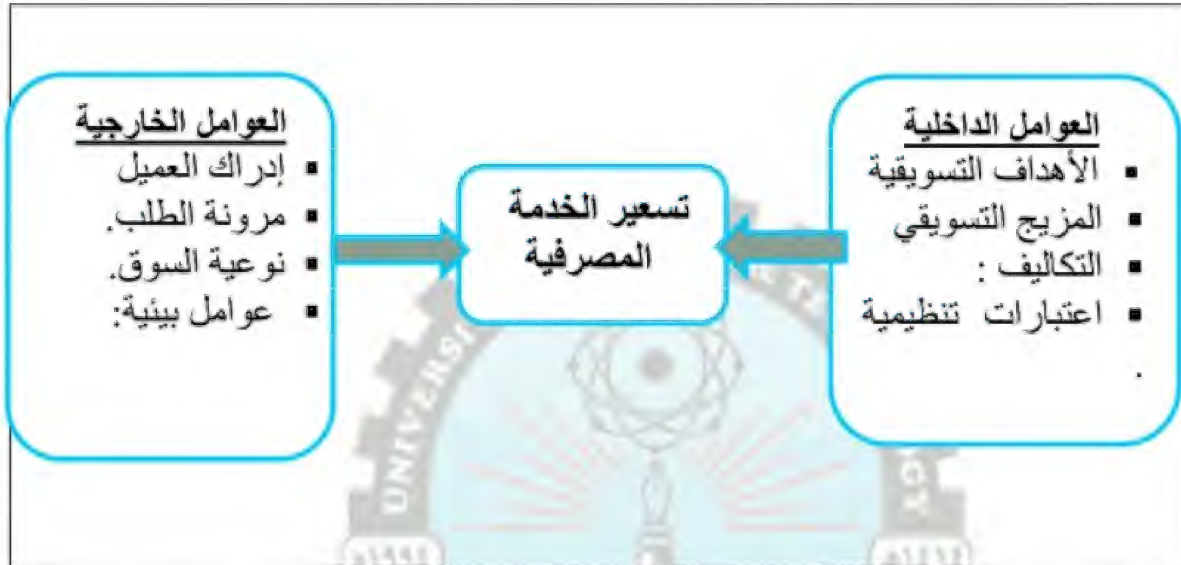 العوامل الداخلية
▪ الأهداف التسويقية
▪ المزيج التسويقي
▪ التكاليف :
▪ اعتبارات تنظيمية
.
تسعير الخدمة
المصرفية
العوامل الخارجية
▪ إدراك العميل
▪ مرونة الطلب.
▪ نوعية السوق.
▪ عوامل بيئية: